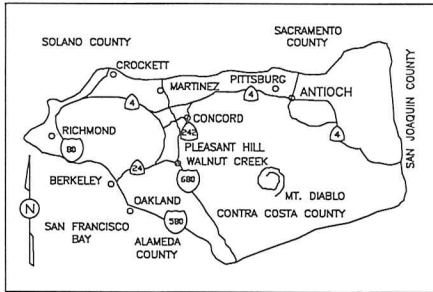 SOLANO COUNTY
SACRAMENTO
COUNTY
CROCKETT
MARTINEZ
PITTSBURG
ANTIOCH
SAN JOAQUIN COUNTY
4
4
4
CONCORD
242
RICHMOND
80
PLEASANT HILL
WALNUT CREEK
24
680
BERKELEY
MT. DIABLO
OAKLAND
CONTRA COSTA COUNTY
N
SAN FRANCISCO
BAY
580
ALAMEDA
COUNTY